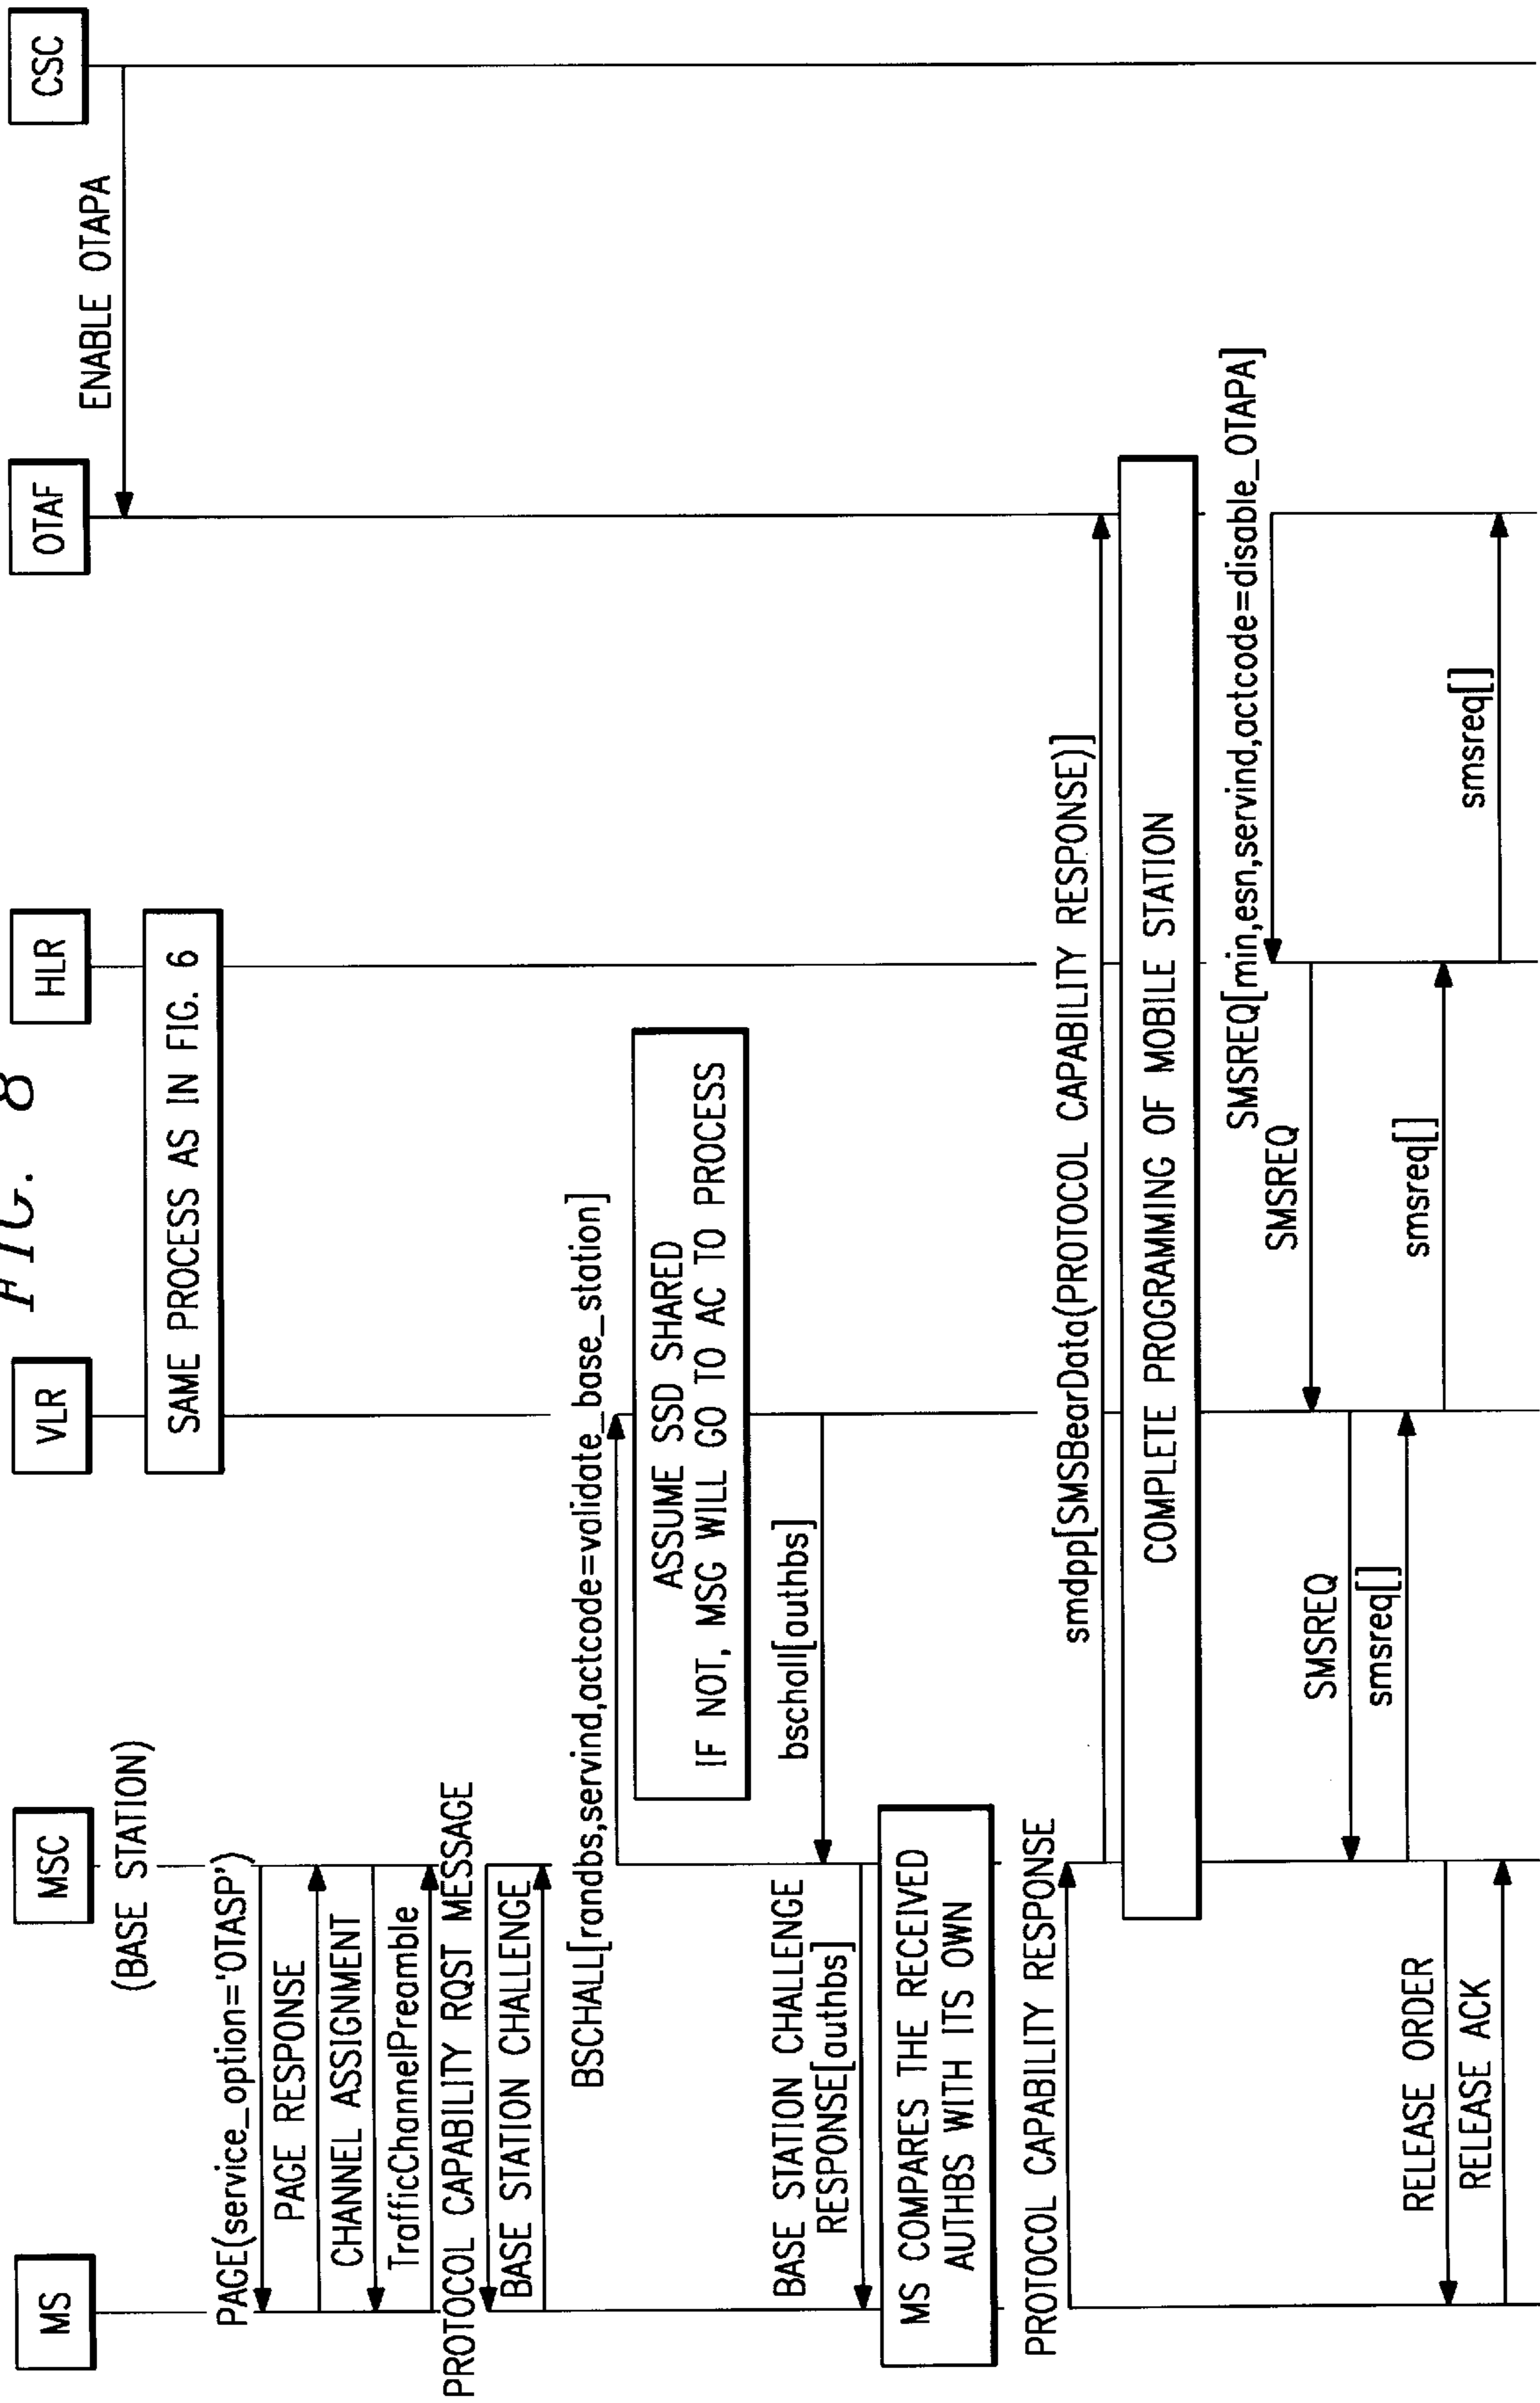 FIG. 8
MS
MSC
VLR
HLR
OTAF
CSC
(BASE STATION)
ENABLE OTAPA
SAME PROCESS AS IN FIG. 6
PAGE(service_option='OTASP')
PAGE RESPONSE
CHANNEL ASSIGNMENT
TrafficChannelPreamble
PROTOCOL CAPABILITY RQST MESSAGE
BASE STATION CHALLENGE
BSCHALL[randbs,servind,actcode=validate_base_station]
ASSUME SSD SHARED
IF NOT, MSG WILL GO TO AC TO PROCESS
bschall[authbs]
BASE STATION CHALLENGE
RESPONSE[authbs]
MS COMPARES THE RECEIVED
AUTHBS WITH ITS OWN
PROTOCOL CAPABILITY RESPONSE
smdpp[SMSBearData(PROTOCOL CAPABILITY RESPONSE)]
COMPLETE PROGRAMMING OF MOBILE STATION
SMSREQ[min,esn,servind,actcode=disable_OTAPA]
SMSREQ
SMSREQ
smsreq[]
smsreq[]
smsreq[]
RELEASE ORDER
RELEASE ACK